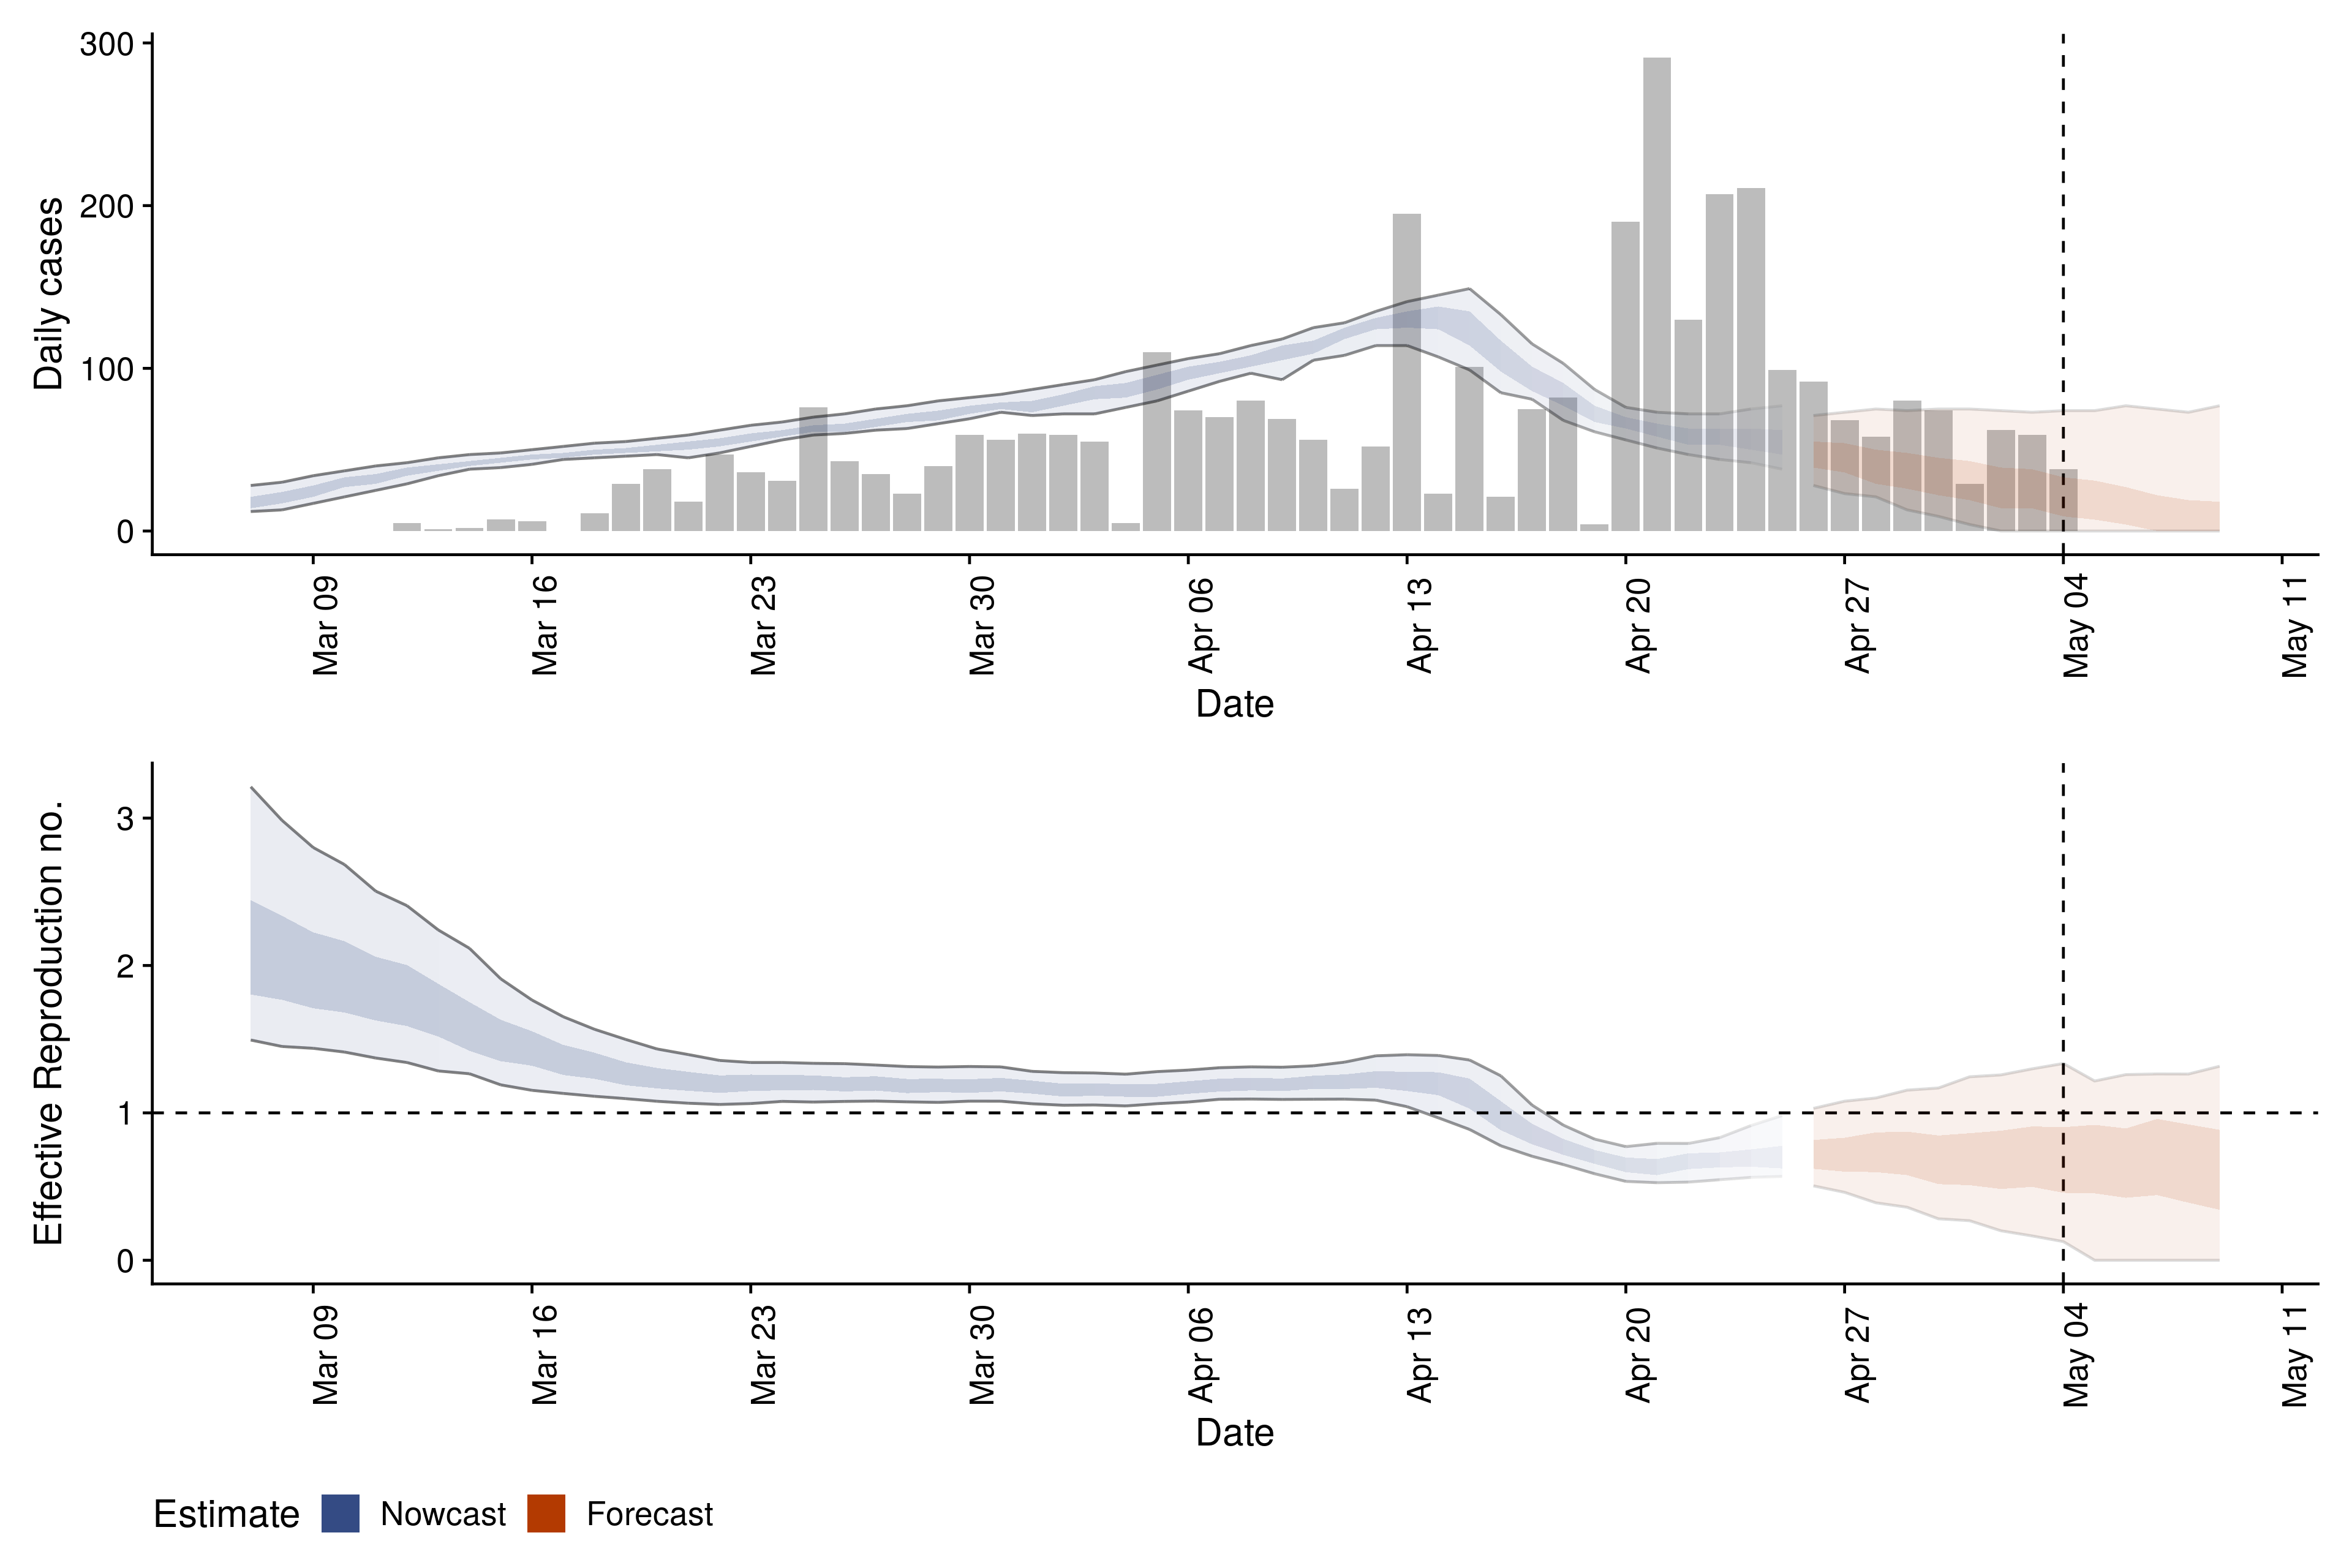 Daily cases
300
200
100
0
Mar 09
Mar 16
Mar 23
Mar 30
Apr 06
Apr 13
Apr 20
Apr 27
May 04
May 11
Date
Effective Reproduction no.
3
2
1
0
Mar 09
Mar 16
Mar 23
Mar 30
Apr 06
Apr 13
Apr 20
Apr 27
May 04
May 11
Date
Estimate Nowcast Forecast